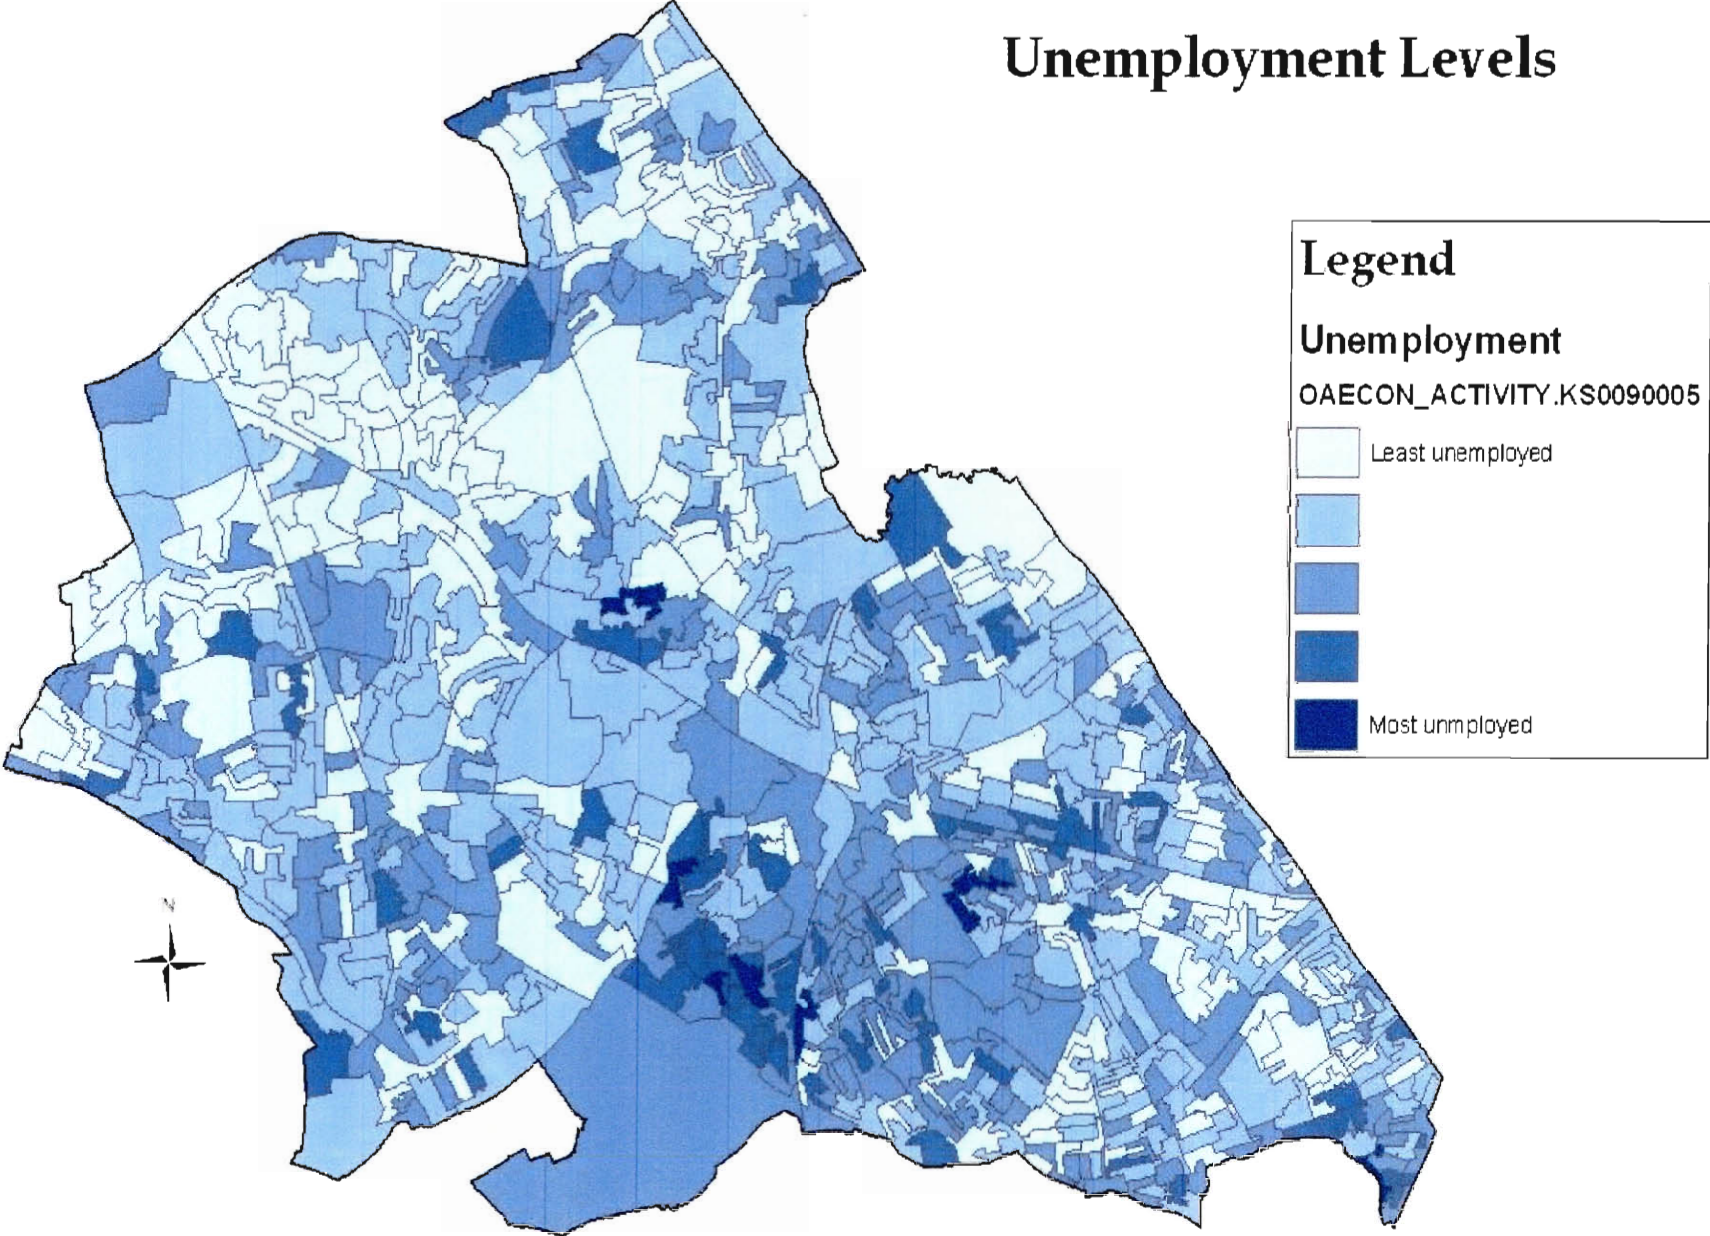 Unemployment Levels
Legend
Unemployment
OAECON_ACTIVITY.KS0090005
Least unemployed
Most unmployed
N